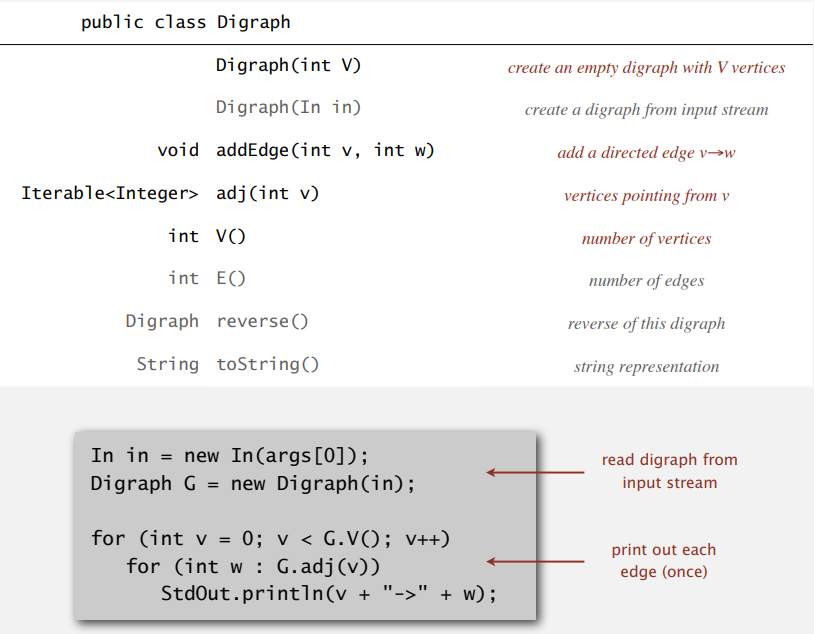 public class Digraph
Digraph(int V) create an empty digraph with V vertices
Digraph(In in) create a digraph from input stream
void addEdge(int v, int w) add a directed edge v→w
Iterable<Integer> adj(int v) vertices pointing from v
int V() number of vertices
int E() number of edges
Digraph reverse() reverse of this digraph
String toString() string representation
In in = new In(args[0]);
Digraph G = new Digraph(in);
read digraph from
input stream
for (int v = 0; v < G.V(); v++)
for (int w : G.adj(v))
StdOut.println(v + "->" + w);
print out each
edge (once)